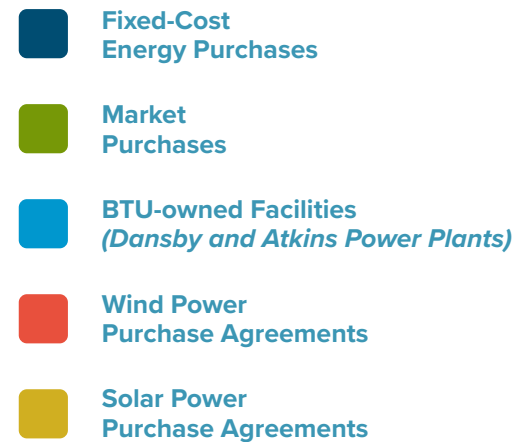 Fixed-Cost
Energy Purchases
Market
Purchases
BTU-owned Facilities
(Dansby and Atkins Power Plants)
Wind Power
Purchase Agreements
Solar Power
Purchase Agreements